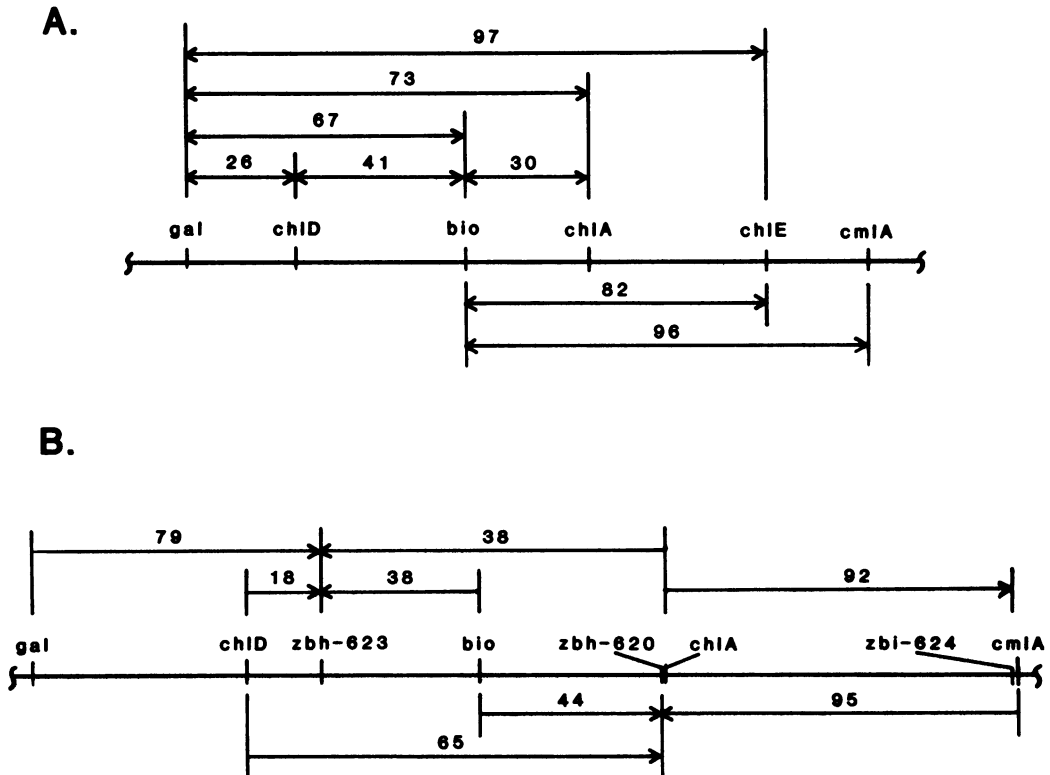 A.
97
73
67
26 41 30
gal chlD bio chlA chlE cmlA
82
96
B.
79 38
18 38 92
gal chlD zbh-623 bio zbh-620 chlA zbi-624 cmlA
44 95
65